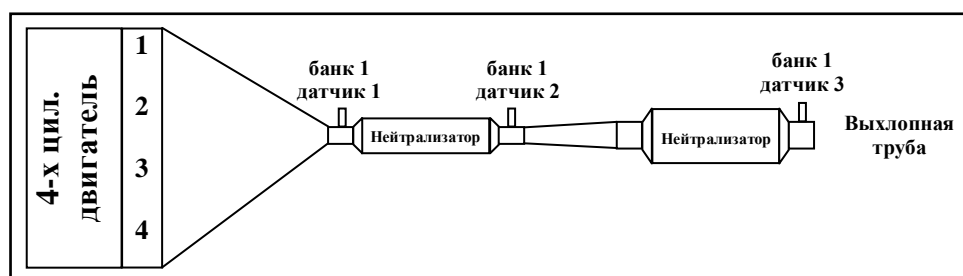 4-х цил.
двигатель
1
2
3
4
банк 1
датчик 1
Нейтрализатор
банк 1
датчик 2
Нейтрализатор
банк 1
датчик 3
Выхлопная
труба